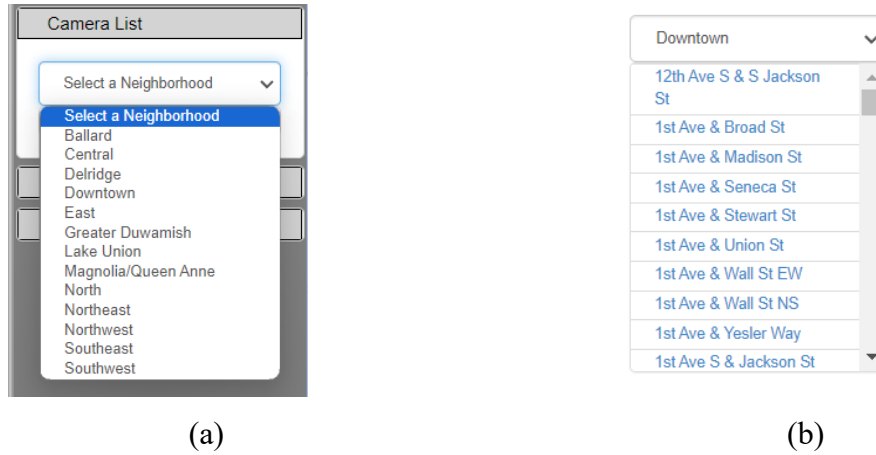 Camera List
Select a Neighborhood
Select a Neighborhood
Ballard
Central
Delridge
Downtown
East
Greater Duwamish
Lake Union
Magnolia/Queen Anne
North
Northeast
Northwest
Southeast
Southwest
(a)
Downtown
12th Ave S & S Jackson
St
1st Ave & Broad St
1st Ave & Madison St
1st Ave & Seneca St
1st Ave & Stewart St
1st Ave & Union St
1st Ave & Wall St EW
1st Ave & Wall St NS
1st Ave & Yesler Way
1st Ave S & Jackson St
(b)